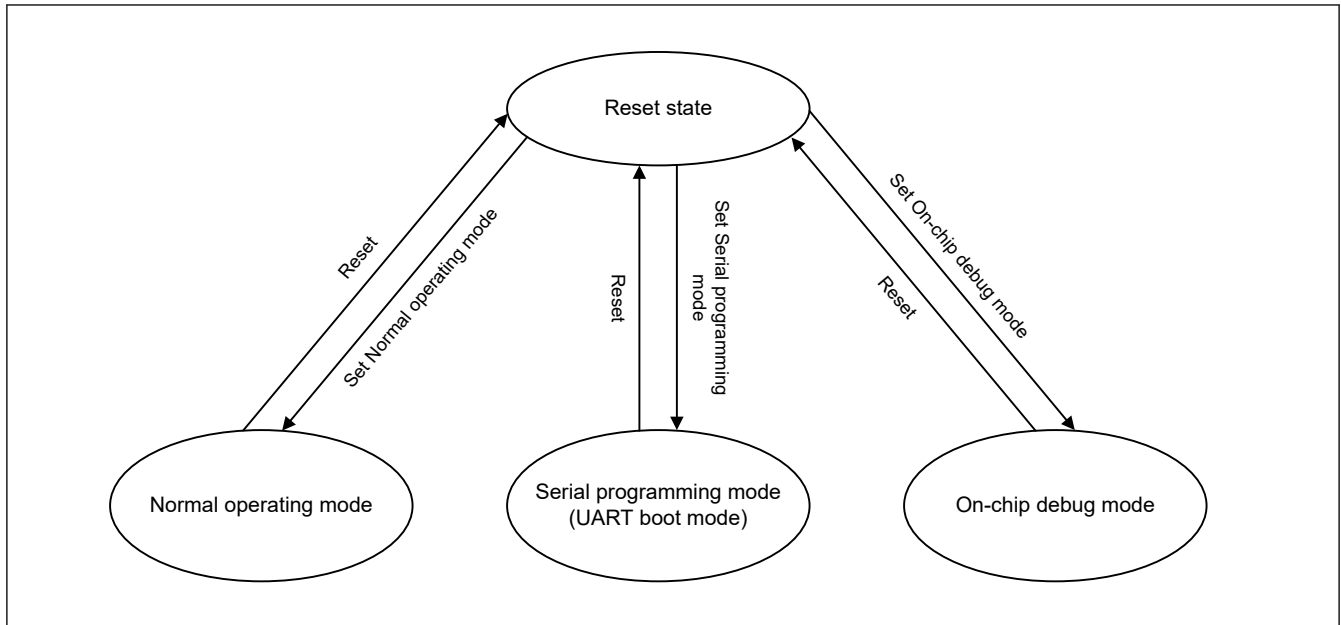 Reset state
Reset
Set Normal operating mode
Reset
Set Serial programming
mode
Reset
Set On-chip debug mode
Normal operating mode
Serial programming mode
(UART boot mode)
On-chip debug mode